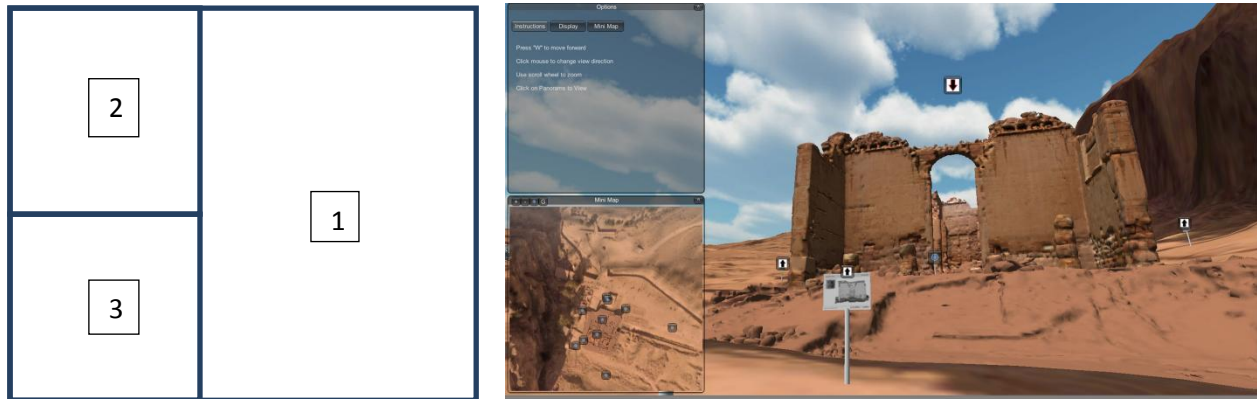 2
1
3
Options
Instructions Display Mini Map
Press "W" to move forward
Click mouse to change view direction
Use scroll wheel to zoom
Click on Panorama to View
Mini Map